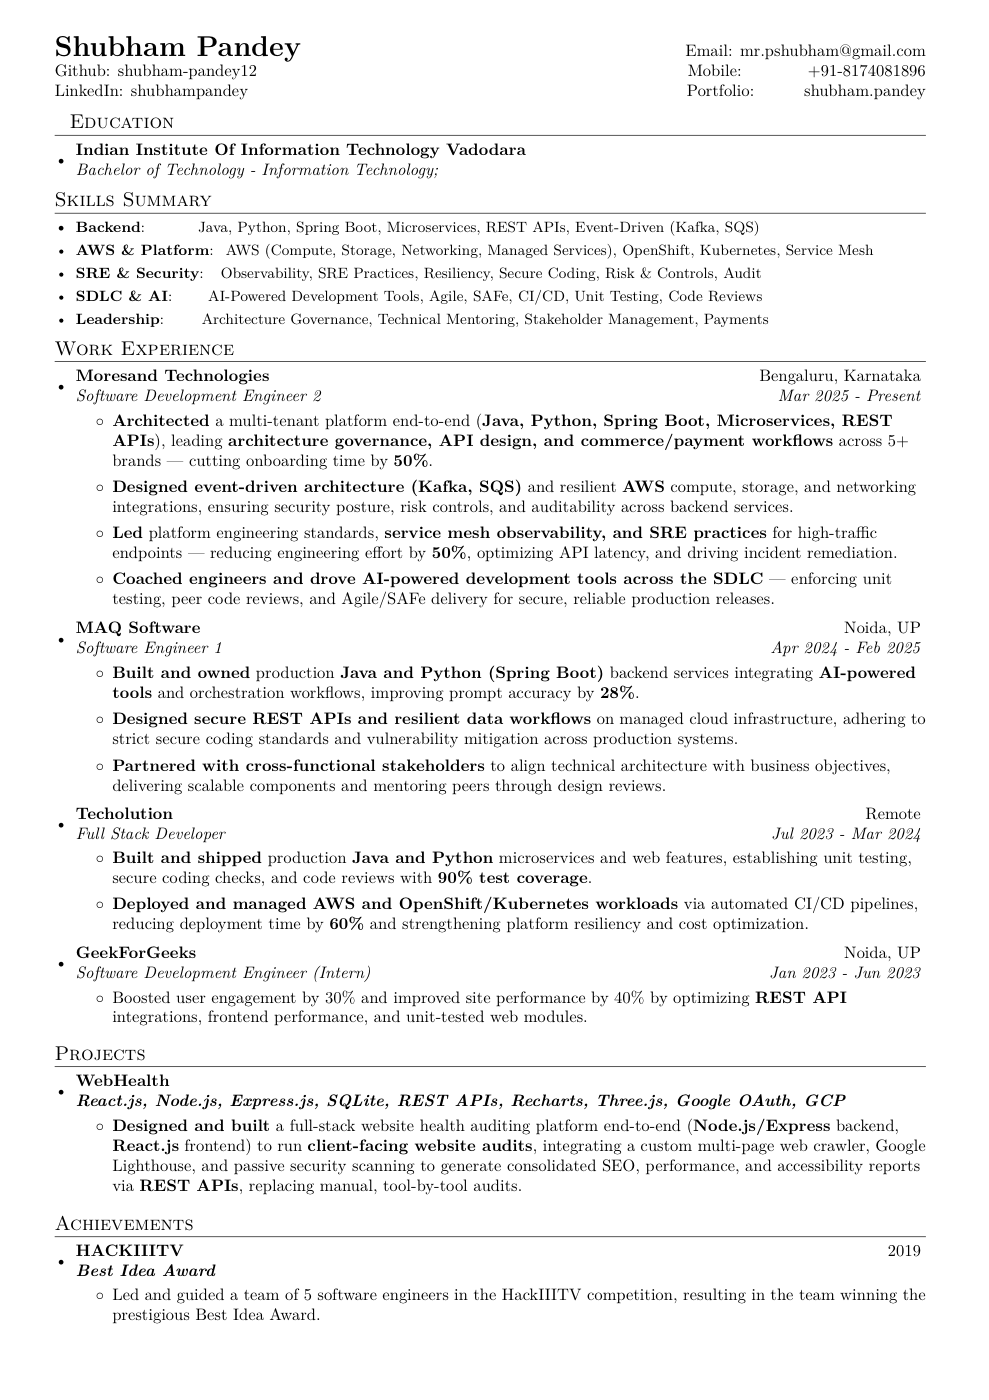 Shubham Pandey
Github: shubham-pandey12
LinkedIn: shubhampandey
Email: mr.pshubham@gmail.com
Mobile: +91-8174081896
Portfolio: shubham.pandey
Education
• Indian Institute Of Information Technology Vadodara
Bachelor of Technology - Information Technology;
Skills Summary
• Backend: Java, Python, Spring Boot, Microservices, REST APIs, Event-Driven (Kafka, SQS)
• AWS & Platform: AWS (Compute, Storage, Networking, Managed Services), OpenShift, Kubernetes, Service Mesh
• SRE & Security: Observability, SRE Practices, Resiliency, Secure Coding, Risk & Controls, Audit
• SDLC & AI: AI-Powered Development Tools, Agile, SAFe, CI/CD, Unit Testing, Code Reviews
• Leadership: Architecture Governance, Technical Mentoring, Stakeholder Management, Payments
Work Experience
• Moresand Technologies Bengaluru, Karnataka
Software Development Engineer 2 Mar 2025 - Present
◦ Architected a multi-tenant platform end-to-end (Java, Python, Spring Boot, Microservices, REST
APIs), leading architecture governance, API design, and commerce/payment workflows across 5+
brands — cutting onboarding time by 50%.
◦ Designed event-driven architecture (Kafka, SQS) and resilient AWS compute, storage, and networking
integrations, ensuring security posture, risk controls, and auditability across backend services.
◦ Led platform engineering standards, service mesh observability, and SRE practices for high-traffic
endpoints — reducing engineering effort by 50%, optimizing API latency, and driving incident remediation.
◦ Coached engineers and drove AI-powered development tools across the SDLC — enforcing unit
testing, peer code reviews, and Agile/SAFe delivery for secure, reliable production releases.
• MAQ Software Noida, UP
Software Engineer 1 Apr 2024 - Feb 2025
◦ Built and owned production Java and Python (Spring Boot) backend services integrating AI-powered
tools and orchestration workflows, improving prompt accuracy by 28%.
◦ Designed secure REST APIs and resilient data workflows on managed cloud infrastructure, adhering to
strict secure coding standards and vulnerability mitigation across production systems.
◦ Partnered with cross-functional stakeholders to align technical architecture with business objectives,
delivering scalable components and mentoring peers through design reviews.
• Techolution Remote
Full Stack Developer Jul 2023 - Mar 2024
◦ Built and shipped production Java and Python microservices and web features, establishing unit testing,
secure coding checks, and code reviews with 90% test coverage.
◦ Deployed and managed AWS and OpenShift/Kubernetes workloads via automated CI/CD pipelines,
reducing deployment time by 60% and strengthening platform resiliency and cost optimization.
• GeekForGeeks Noida, UP
Software Development Engineer (Intern) Jan 2023 - Jun 2023
◦ Boosted user engagement by 30% and improved site performance by 40% by optimizing REST API
integrations, frontend performance, and unit-tested web modules.
Projects
• WebHealth
React.js, Node.js, Express.js, SQLite, REST APIs, Recharts, Three.js, Google OAuth, GCP
◦ Designed and built a full-stack website health auditing platform end-to-end (Node.js/Express backend,
React.js frontend) to run client-facing website audits, integrating a custom multi-page web crawler, Google
Lighthouse, and passive security scanning to generate consolidated SEO, performance, and accessibility reports
via REST APIs, replacing manual, tool-by-tool audits.
Achievements
• HACKIIITV 2019
Best Idea Award
◦ Led and guided a team of 5 software engineers in the HackIIITV competition, resulting in the team winning the
prestigious Best Idea Award.